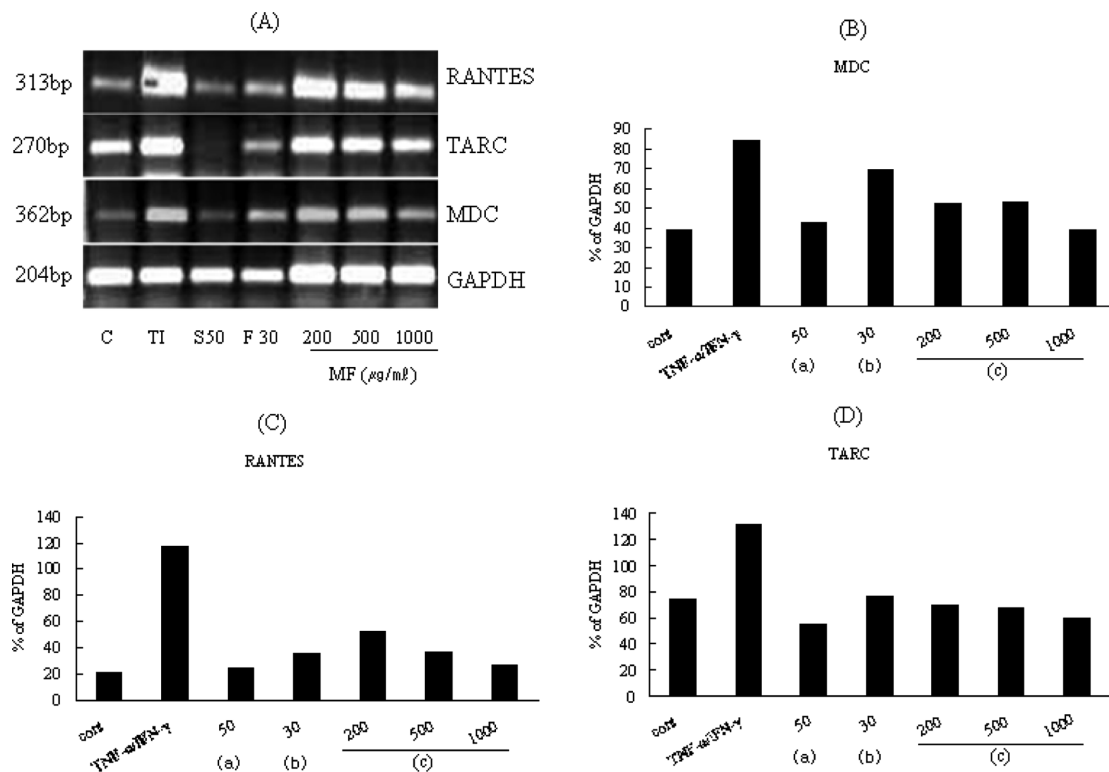 (A)
313bp RANTES
270bp TARC
362bp MDC
204bp GAPDH
C TI S50 F 30 200 500 1000
MF (㎍/㎖)
(B)
MDC
% of GAPDH
90
80
70
60
50
40
30
20
10
0
cont TNF-α/IFN-γ 50 30 200 500 1000
(a) (b) (c)
(C)
RANTES
% of GAPDH
140
120
100
80
60
40
20
0
cont TNF-α/IFN-γ 50 30 200 500 1000
(a) (b) (c)
(D)
TARC
% of GAPDH
140
120
100
80
60
40
20
0
cont TNF-α/IFN-γ 50 30 200 500 1000
(a) (b) (c)